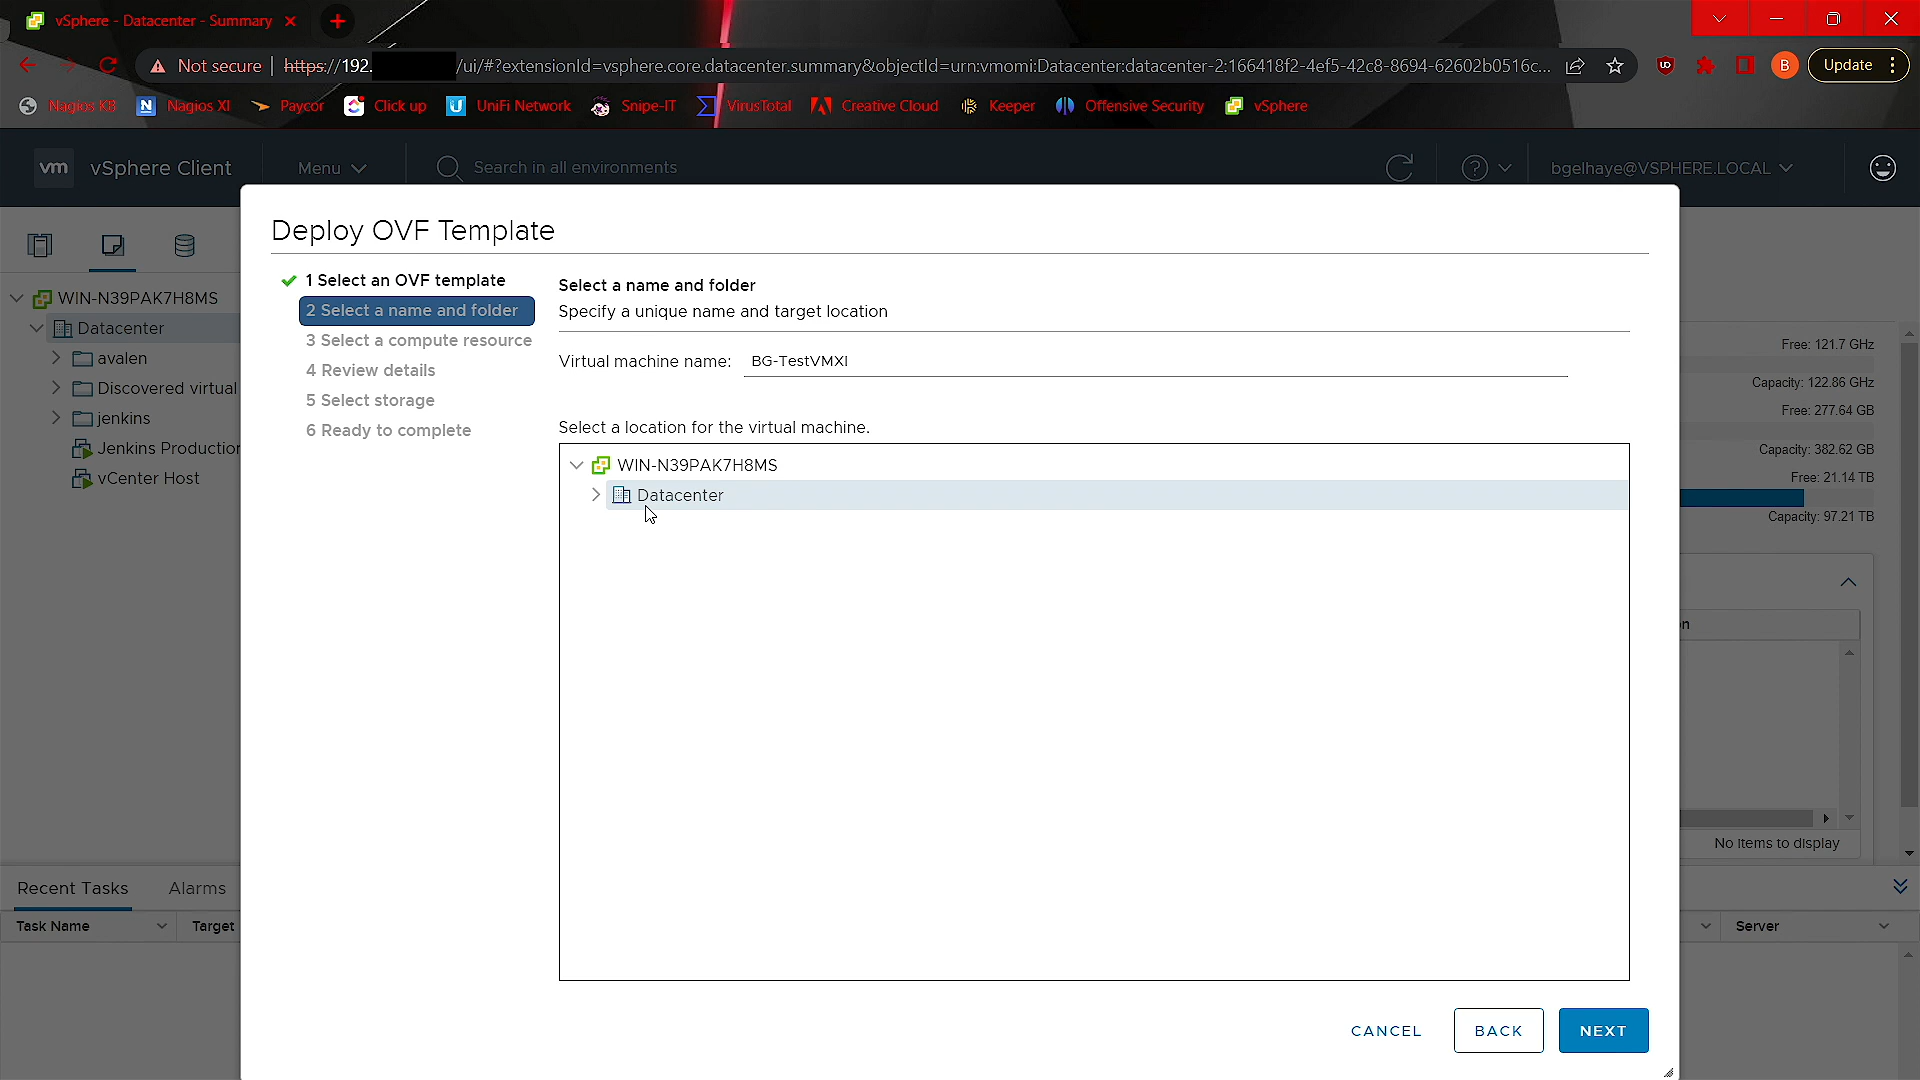 vSphere - Datacenter - Summary
Not secure | https://192. /ui/#?extensionId=vsphere.core.datacenter.summary&objectId=urn:vmomi:Datacenter:datacenter-2:166418f2-4ef5-42c8-8694-62602b0516c...
B
Update
Nagios K8
N
Nagios XI
Paycor
Click up
U
UniFi Network
Snipe-IT
VirusTotal
Creative Cloud
Keeper
Offensive Security
vSphere
vm
vSphere Client
Menu
Search in all environments
bgelhaye@VSPHERE.LOCAL
Deploy OVF Template
1 Select an OVF template
2 Select a name and folder
3 Select a compute resource
4 Review details
5 Select storage
6 Ready to complete
Select a name and folder
Specify a unique name and target location
Virtual machine name: BG-TestVMXI
Select a location for the virtual machine.
WIN-N39PAK7H8MS
Datacenter
CANCEL
BACK
NEXT
WIN-N39PAK7H8MS
Datacenter
avalen
Discovered virtual
jenkins
Jenkins Production
vCenter Host
Free: 121.7 GHz
Capacity: 122.86 GHz
Free: 277.64 GB
Capacity: 382.62 GB
Free: 21.14 TB
Capacity: 97.21 TB
n
No items to display
Recent Tasks
Alarms
Task Name
Target
Server